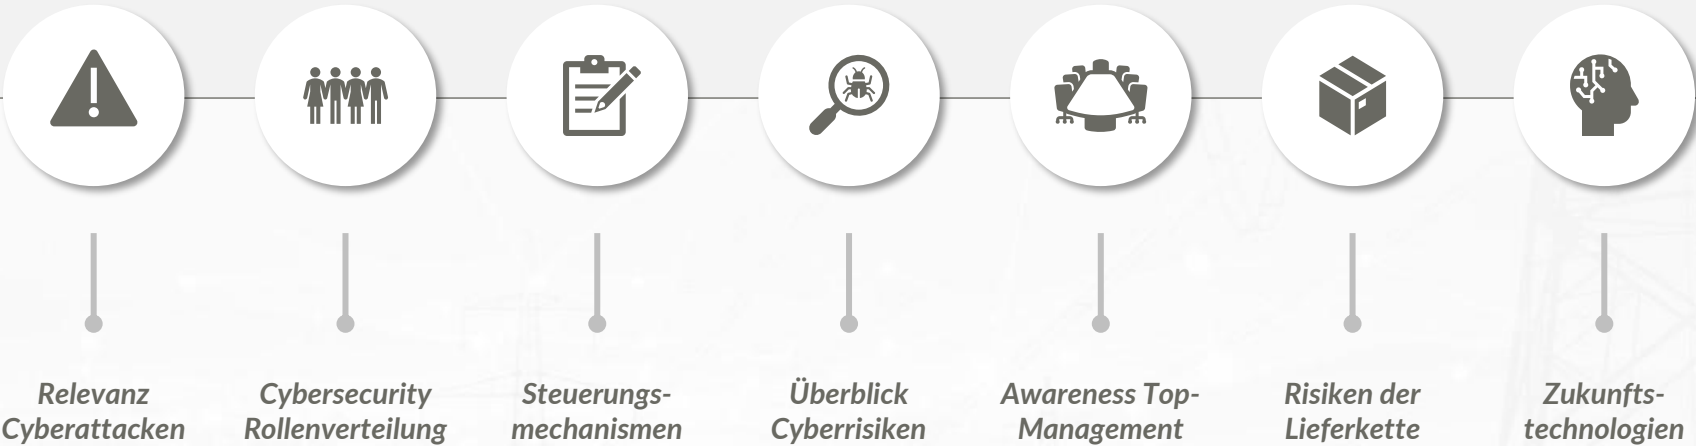 Relevanz
Cyberattacken
Cybersecurity
Rollenverteilung
Steuerungs-
mechanismen
Überblick
Cyberrisiken
Awareness Top-
Management
Risiken der
Lieferkette
Zukunfts-
technologien